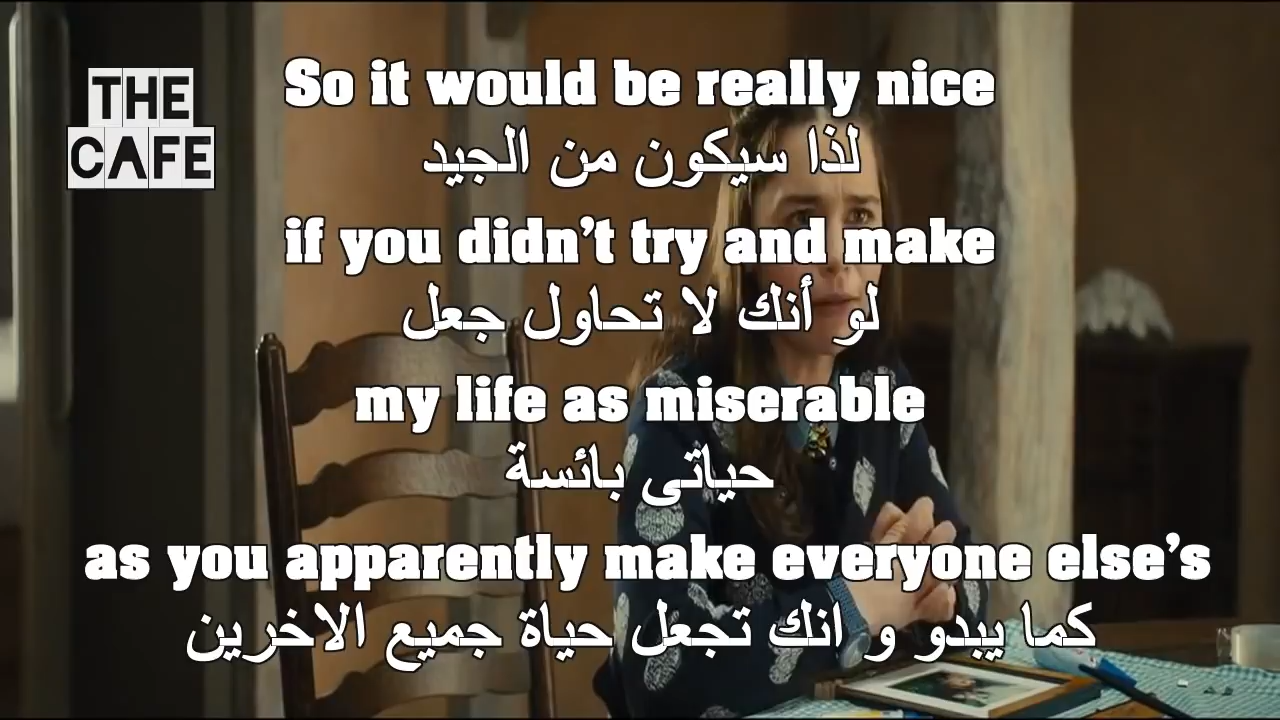 THE
CAFE
So it would be really nice
لذا سيكون من الجيد
if you didn't try and make
لو أنك لا تحاول جعل
my life as miserable
حياتى بائسة
as you apparently make everyone else's
كما يبدو و انك تجعل حياة جميع الاخرين